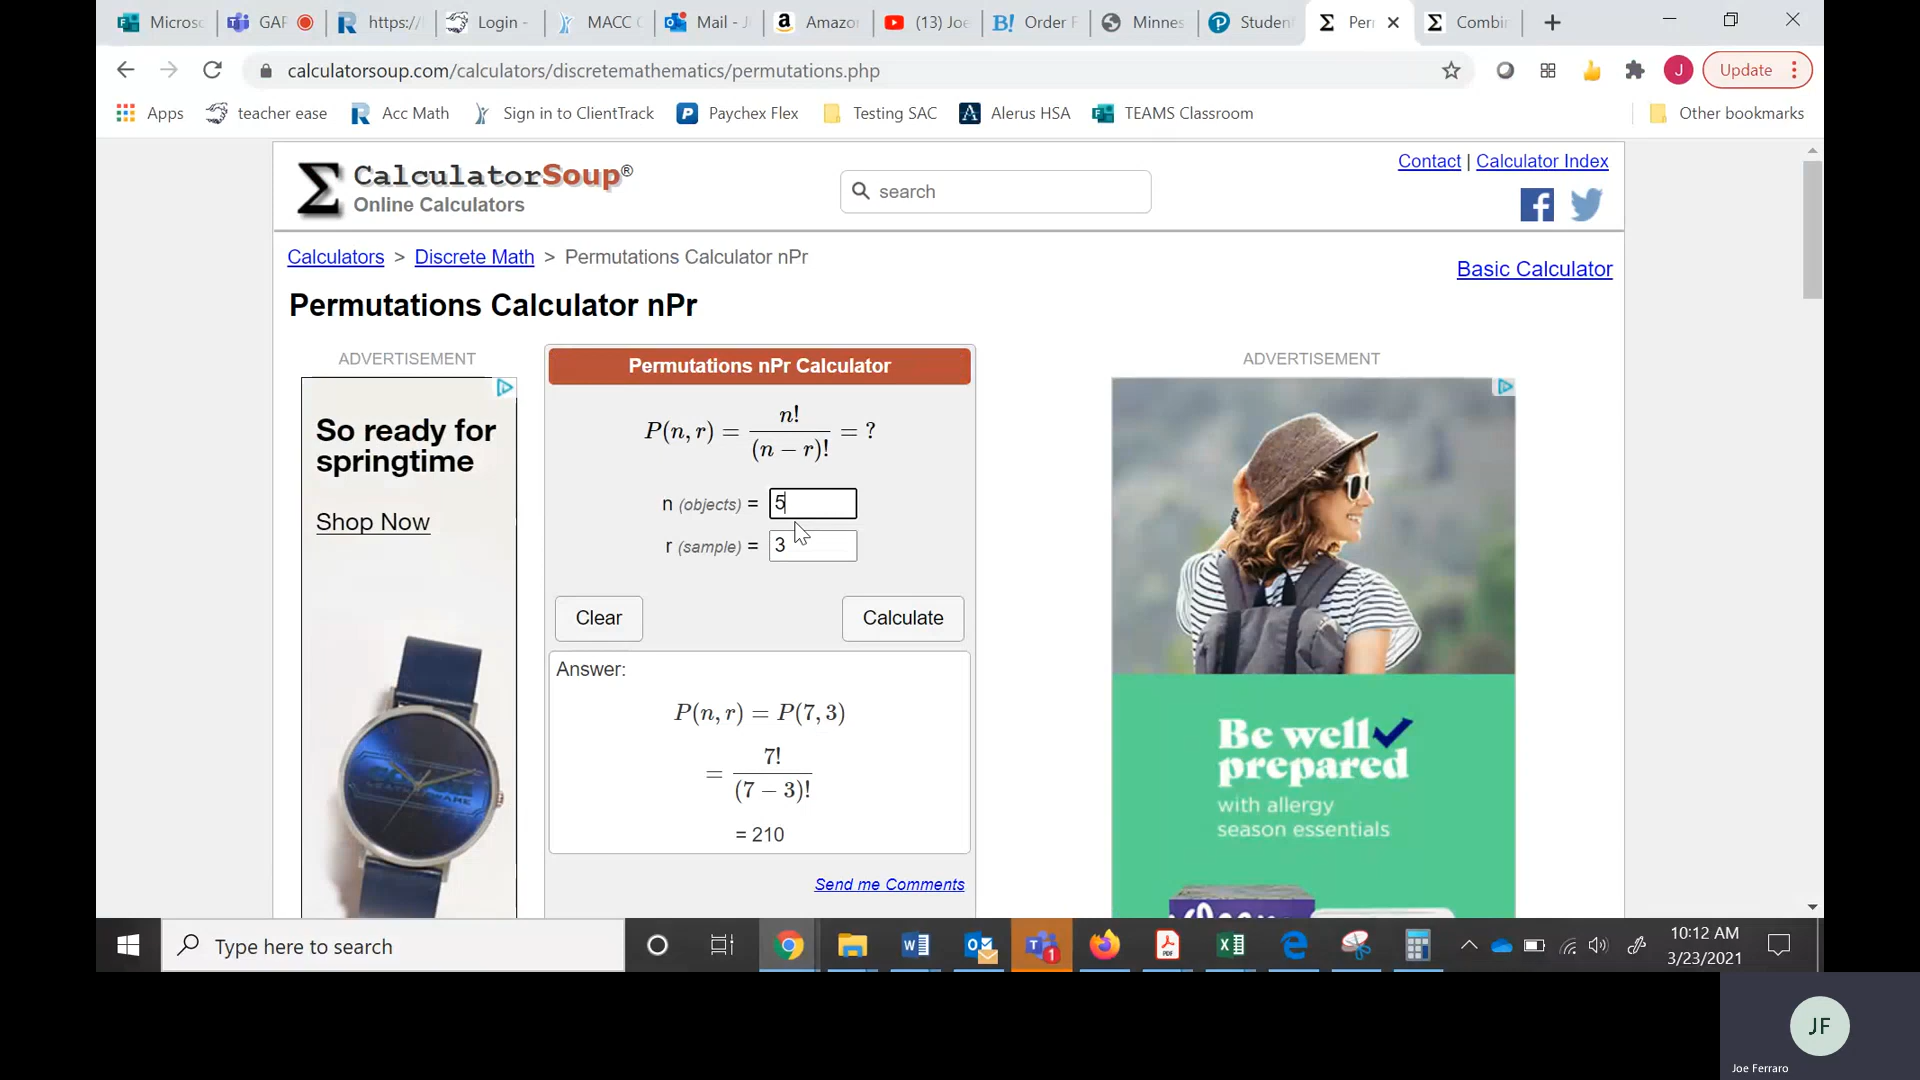 Microso
GAP
https://
Login -
MACC
Mail - J
Amazo
(13) Joe
Order F
Minnes
Studen
Per
Combi
calculatorsoup.com/calculators/discretemathematics/permutations.php
J
Update
Apps
teacher ease
Acc Math
Sign in to ClientTrack
Paychex Flex
Testing SAC
Alerus HSA
TEAMS Classroom
Other bookmarks
CalculatorSoup®
Online Calculators
search
Contact | Calculator Index
Calculators > Discrete Math > Permutations Calculator nPr
Basic Calculator
Permutations Calculator nPr
ADVERTISEMENT
So ready for
springtime
Shop Now
Permutations nPr Calculator
P(n, r) = n! / (n − r)! = ?
n (objects) = 5
r (sample) = 3
Clear
Calculate
Answer:
P(n, r) = P(7, 3)
= 7! / (7 − 3)!
= 210
Send me Comments
ADVERTISEMENT
Be well
prepared
with allergy
season essentials
Type here to search
10:12 AM
3/23/2021
JF
Joe Ferraro